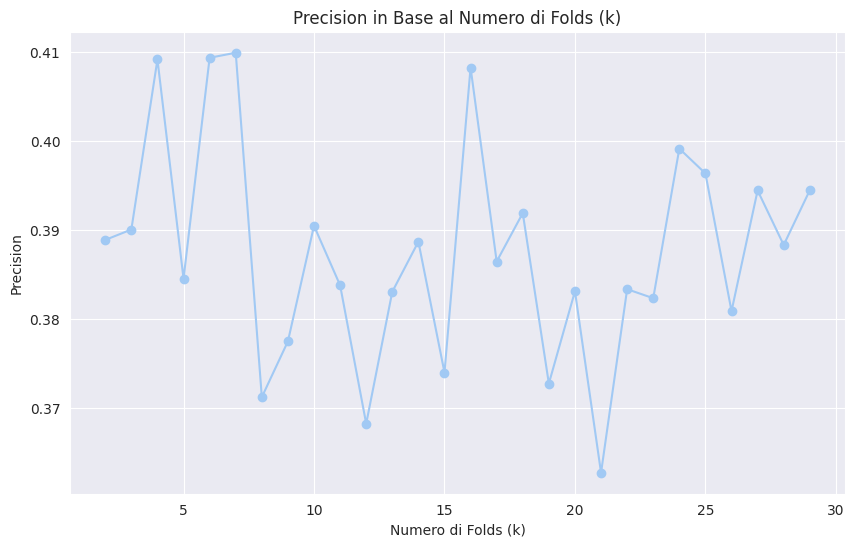 Precision in Base al Numero di Folds (k)
0.41
0.40
0.39
0.38
0.37
Precision
5 10 15 20 25 30
Numero di Folds (k)